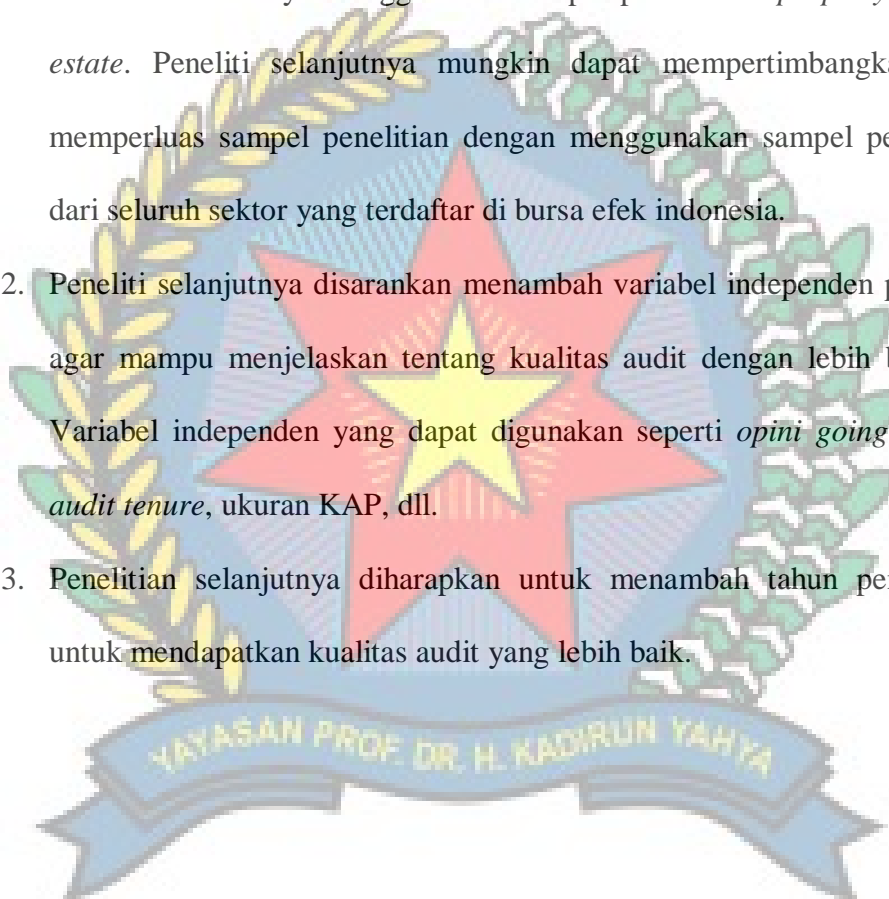 estate. Peneliti selanjutnya mungkin dapat
memperluas sampel penelitian dengan menggunakan sampel
dari seluruh sektor yang terdaftar di bursa efek indonesia.
2. Peneliti selanjutnya disarankan menambah variabel independen
agar mampu menjelaskan tentang kualitas audit dengan lebih
Variabel independen yang dapat digunakan seperti opini going
audit tenure, ukuran KAP, dll.
3. Penelitian selanjutnya diharapkan untuk menambah tahun
untuk mendapatkan kualitas audit yang lebih baik.
YAYASAN PROF. DR. H. KADIRUN YAHYA